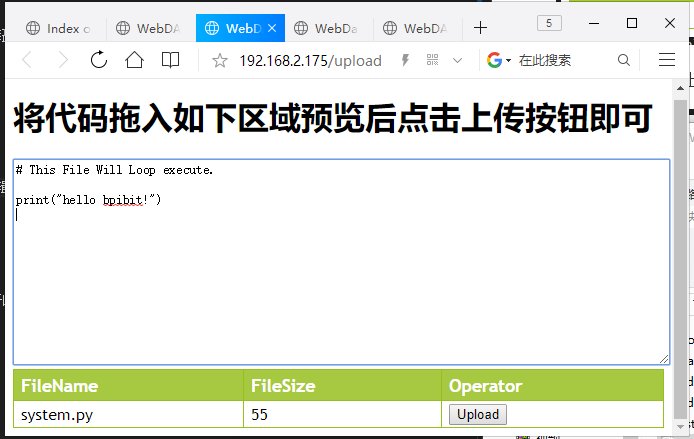 Index o
WebDA
WebD
WebDa
WebDA
5
192.168.2.175/upload
在此搜索
将代码拖入如下区域预览后点击上传按钮即可
# This File Will Loop execute.
print("hello bpibit!")
FileName FileSize Operator
system.py 55 Upload